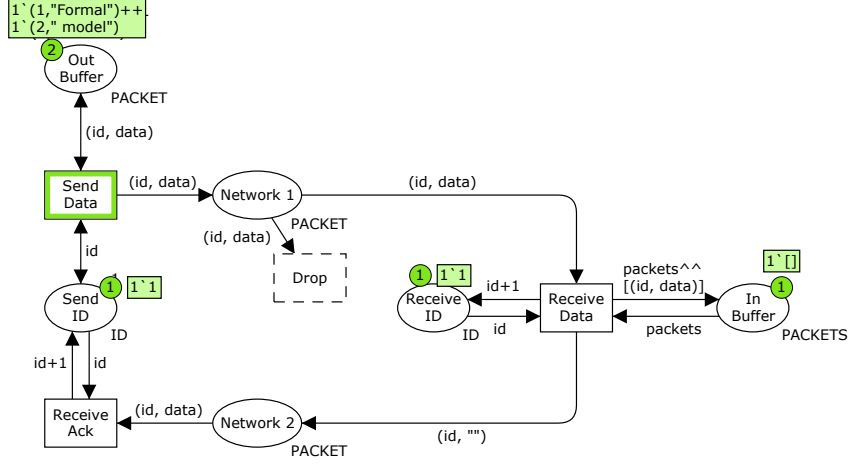 1`(1,"Formal")++
1`(2," model")
2
Out
Buffer
PACKET
(id, data)
Send
Data
(id, data)
Network 1
(id, data)
PACKET
(id, data)
Drop
id
1
1`1
Send
ID
ID
1
1`1
Receive
ID
ID
id+1
id
Receive
Data
packets^^
[(id, data)]
packets
1`[]
1
In
Buffer
PACKETS
id+1
id
Receive
Ack
(id, data)
Network 2
PACKET
(id, "")